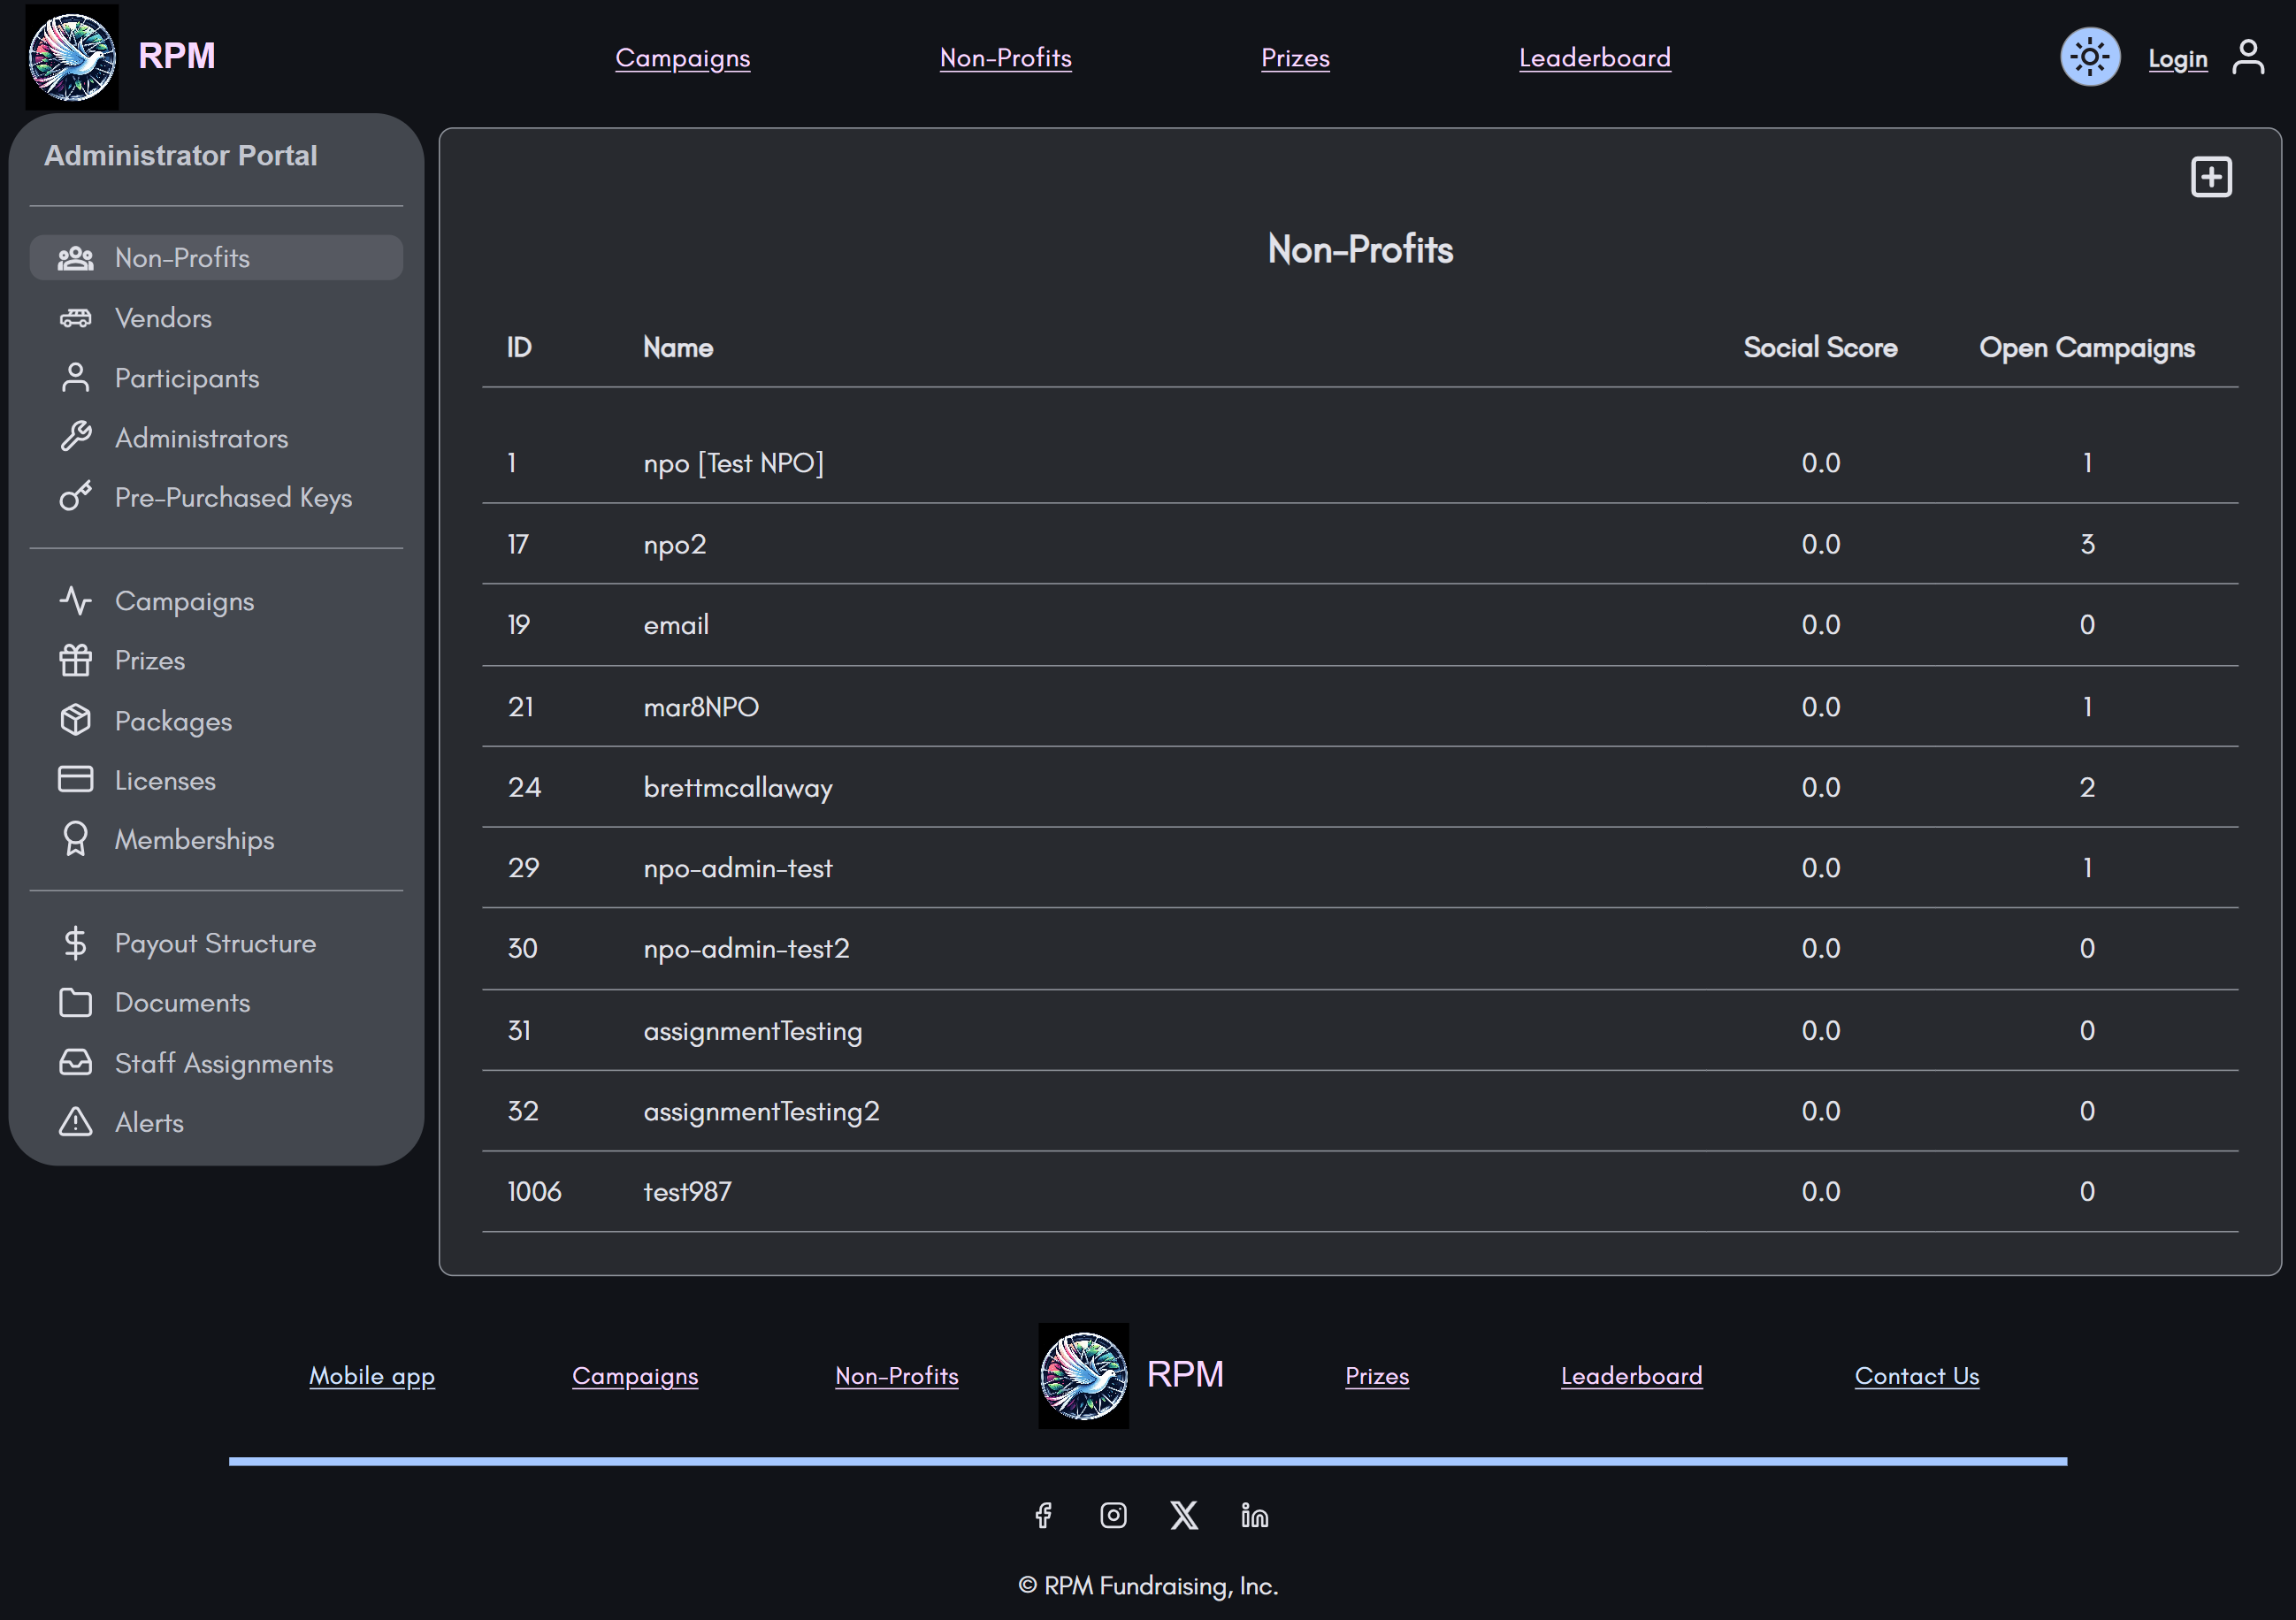 RPM
Campaigns
Non-Profits
Prizes
Leaderboard
Login
Administrator Portal
Non-Profits
Vendors
Participants
Administrators
Pre-Purchased Keys
Campaigns
Prizes
Packages
Licenses
Memberships
Payout Structure
Documents
Staff Assignments
Alerts
Non-Profits
ID Name Social Score Open Campaigns
1 npo [Test NPO] 0.0 1
17 npo2 0.0 3
19 email 0.0 0
21 mar8NPO 0.0 1
24 brettmcallaway 0.0 2
29 npo-admin-test 0.0 1
30 npo-admin-test2 0.0 0
31 assignmentTesting 0.0 0
32 assignmentTesting2 0.0 0
1006 test987 0.0 0
Mobile app
Campaigns
Non-Profits
RPM
Prizes
Leaderboard
Contact Us
© RPM Fundraising, Inc.